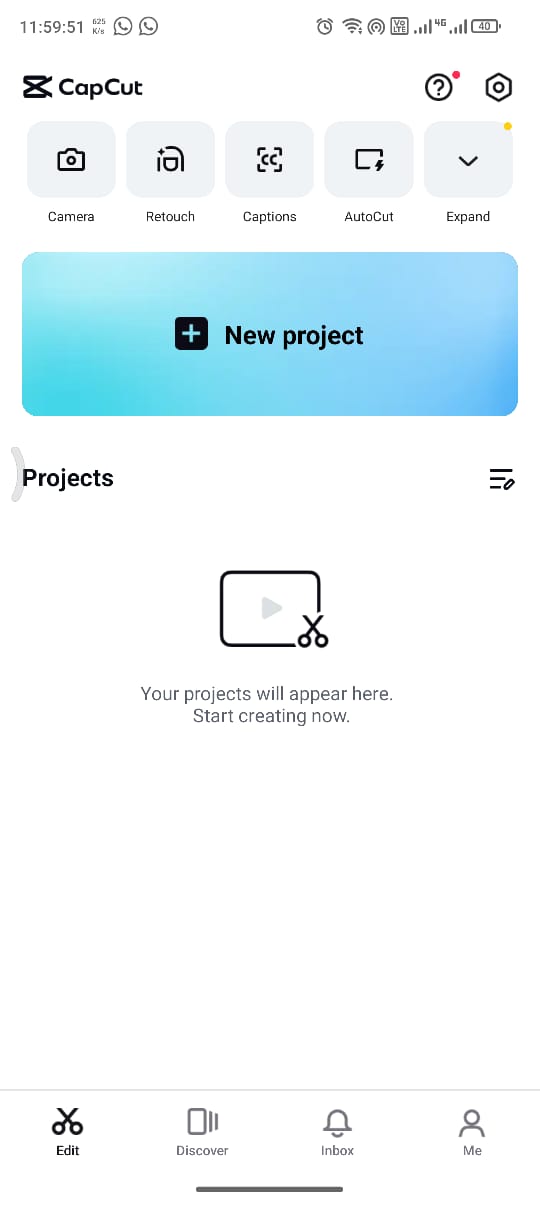 11:59:51 625 K/s Vo LTE 4G 40
CapCut
CC
Camera Retouch Captions AutoCut Expand
New project
Projects
Your projects will appear here.
Start creating now.
Edit Discover Inbox Me